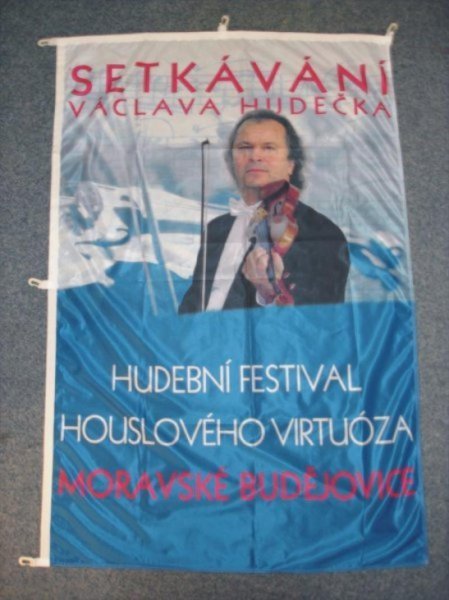 SETKÁVÁNÍ
VÁCLAVA HUDEČKA
HUDEBNÍ FESTIVAL
HOUSLOVÉHO VIRTUÓZA
MORAVSKÉ BUDĚJOVICE